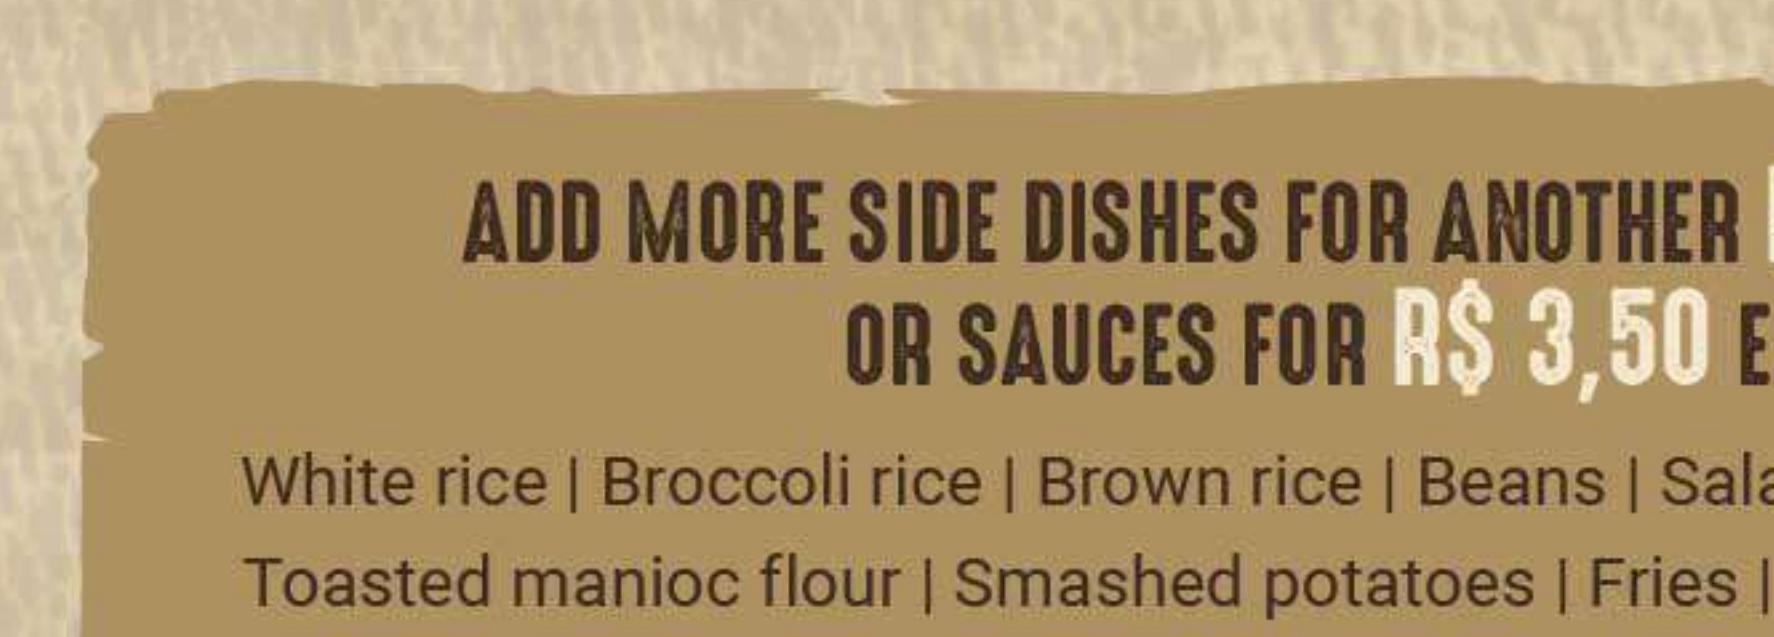 ADD MORE SIDE DISHES FOR ANOTHER
OR SAUCES FOR R$ 3,50
White rice | Broccoli rice | Brown rice | Beans |
Toasted manioc flour | Smashed potatoes | Fries |